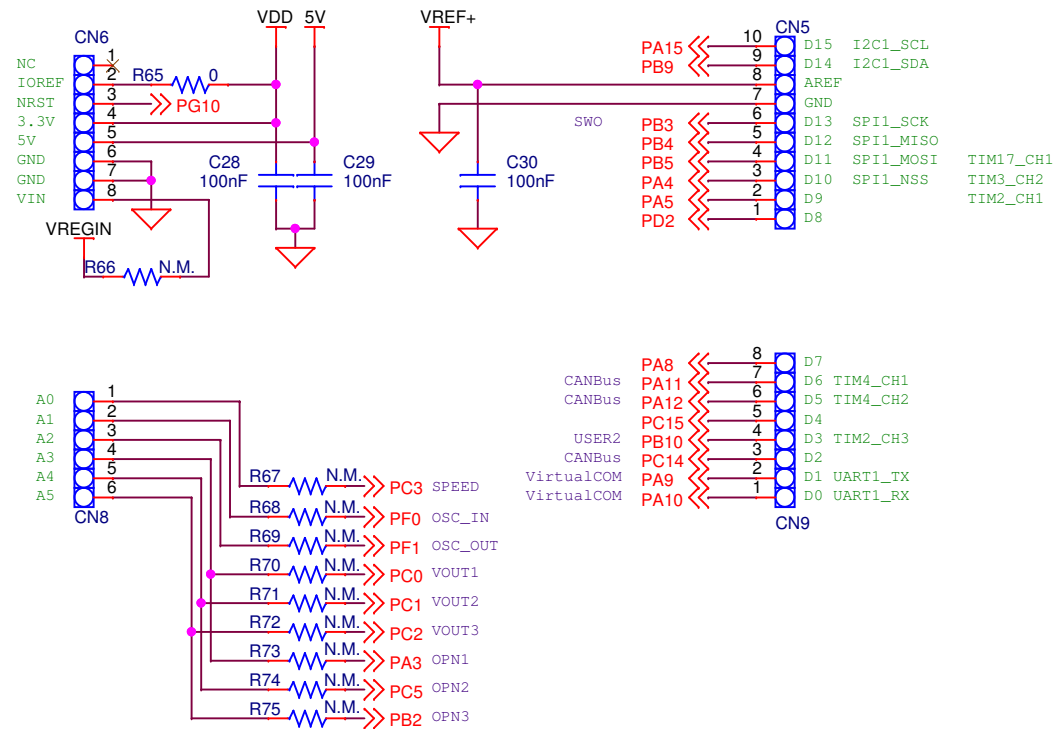 VDD 5V VREF+
CN6
1
NC
2
IOREF R65 0
3
NRST PG10
4
3.3V
5
5V
6
GND C28 C29 C30
7 100nF 100nF 100nF
GND
8
VIN
VREGIN
R66 N.M.
CN5
PA15 10 D15 I2C1_SCL
PB9 9 D14 I2C1_SDA
8 AREF
7 GND
SWO PB3 6 D13 SPI1_SCK
PB4 5 D12 SPI1_MISO
PB5 4 D11 SPI1_MOSI TIM17_CH1
PA4 3 D10 SPI1_NSS TIM3_CH2
PA5 2 D9 TIM2_CH1
PD2 1 D8
A0 1
A1 2
A2 3
A3 4
A4 5
A5 6
CN8
R67 N.M. PC3 SPEED
R68 N.M. PF0 OSC_IN
R69 N.M. PF1 OSC_OUT
R70 N.M. PC0 VOUT1
R71 N.M. PC1 VOUT2
R72 N.M. PC2 VOUT3
R73 N.M. PA3 OPN1
R74 N.M. PC5 OPN2
R75 N.M. PB2 OPN3
PA8 8 D7
CANBus PA11 7 D6 TIM4_CH1
CANBus PA12 6 D5 TIM4_CH2
PC15 5 D4
USER2 PB10 4 D3 TIM2_CH3
CANBus PC14 3 D2
VirtualCOM PA9 2 D1 UART1_TX
VirtualCOM PA10 1 D0 UART1_RX
CN9